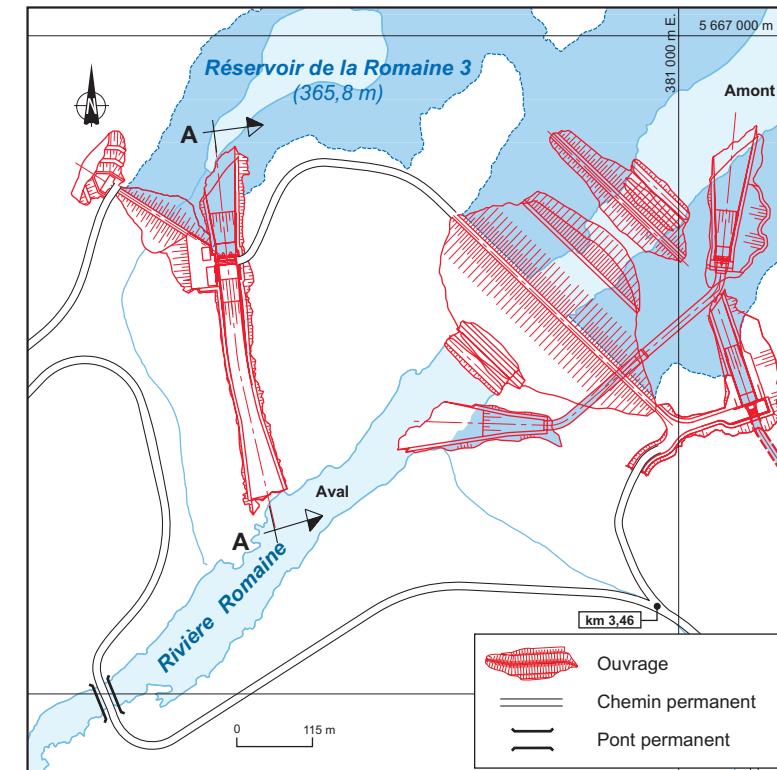 381 000 m E.
5 667 000 m
Réservoir de la Romaine 3
(365,8 m)
Amont
A
Aval
A
Rivière Romaine
km 3,46
0 115 m
Ouvrage
Chemin permanent
Pont permanent